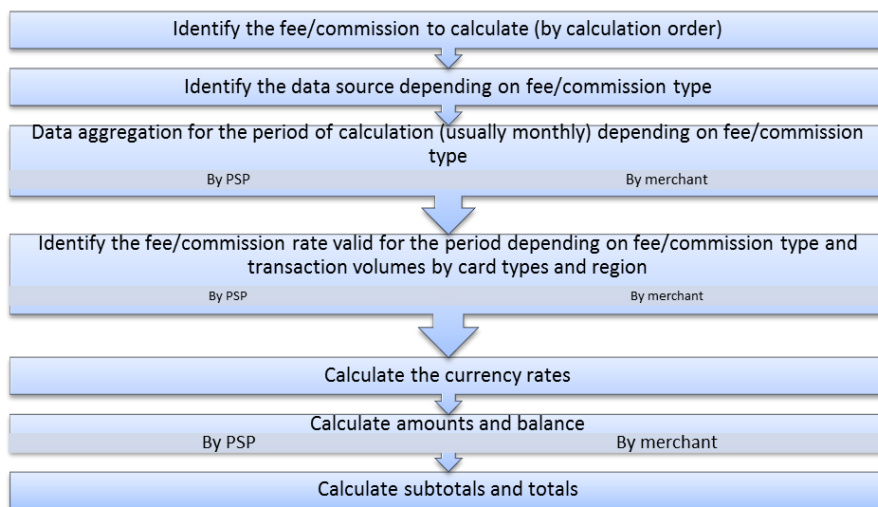 Identify the fee/commission to calculate (by calculation order)
Identify the data source depending on fee/commission type
Data aggregation for the period of calculation (usually monthly) depending on fee/commission
type
By PSP By merchant
Identify the fee/commission rate valid for the period depending on fee/commission type and
transaction volumes by card types and region
By PSP By merchant
Calculate the currency rates
Calculate amounts and balance
By PSP By merchant
Calculate subtotals and totals